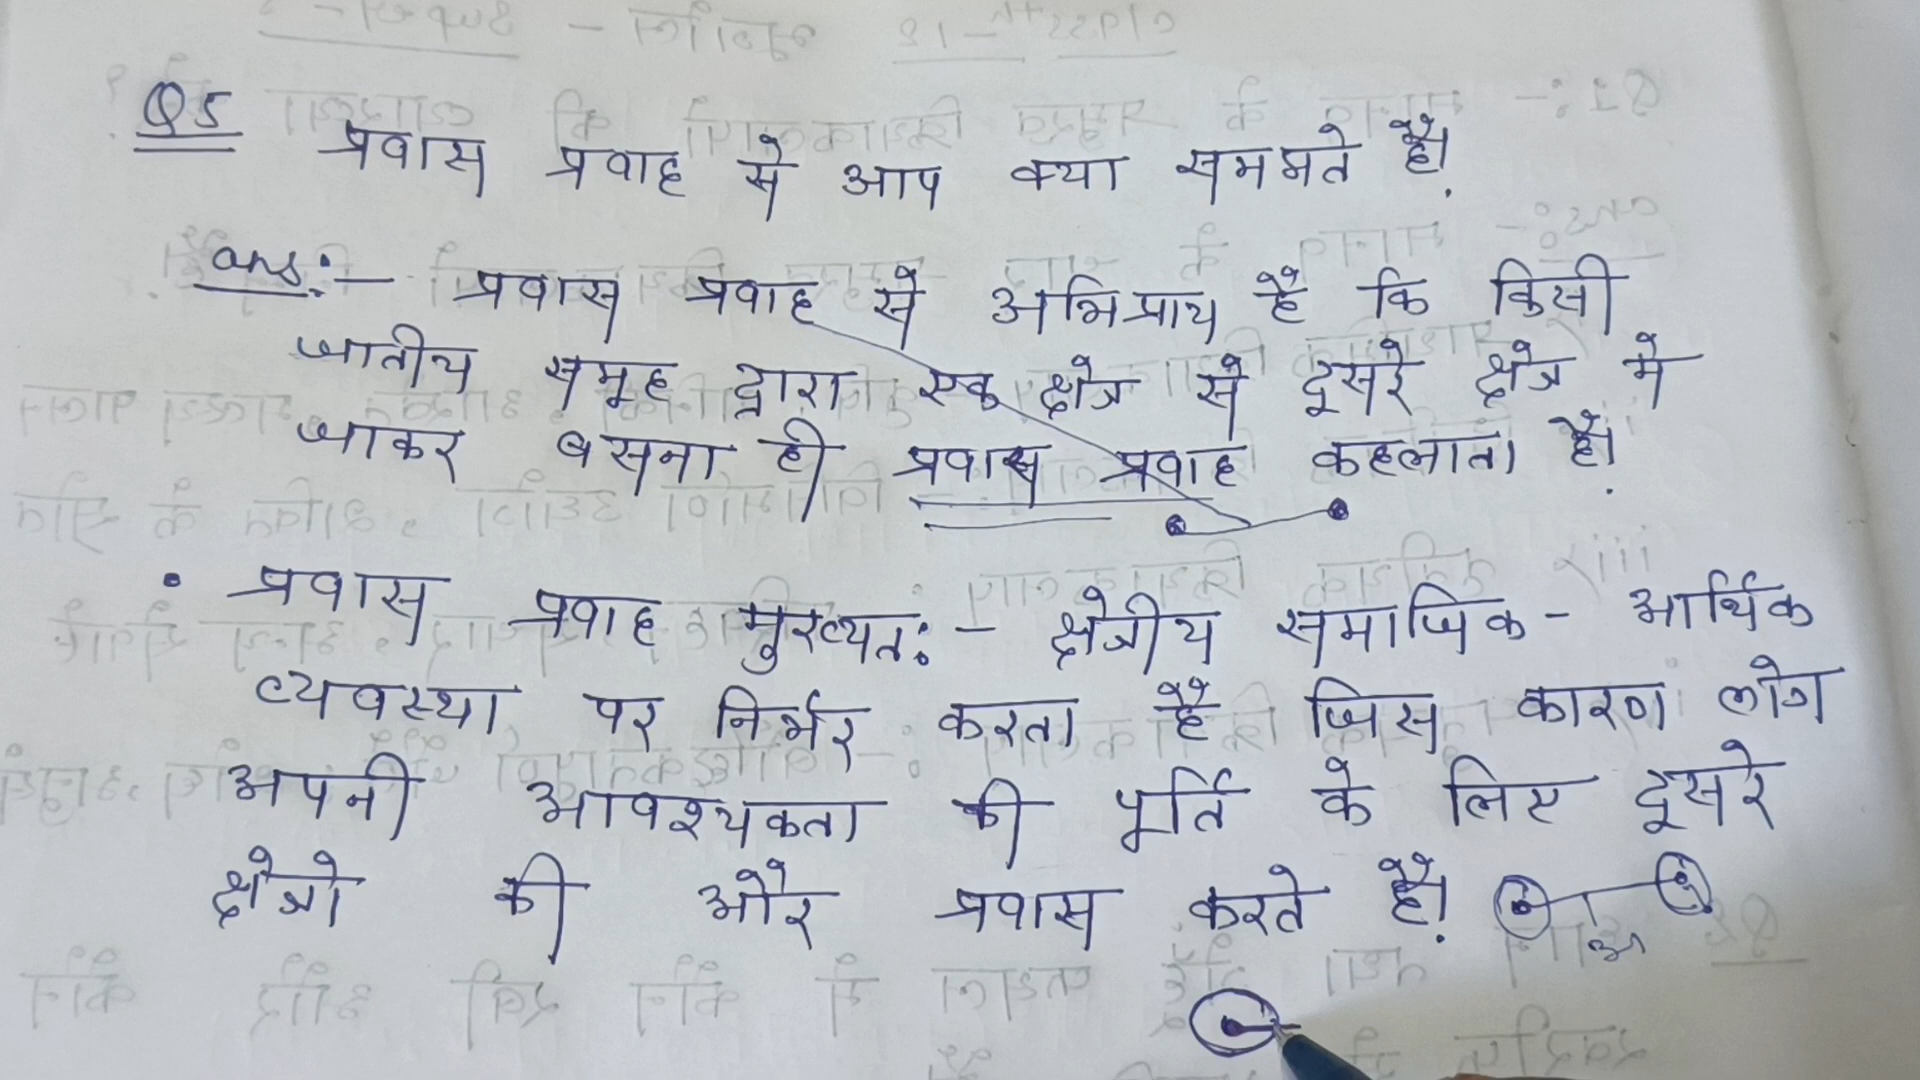 Q5 प्रवास प्रवाह से आप क्या समझते हैं।
ans:- प्रवास प्रवाह से अभिप्राय है कि किसी
जातीय समूह द्वारा एक क्षेत्र से दूसरे क्षेत्र मे
जाकर बसना ही प्रवास प्रवाह कहलाता है।
• प्रवास प्रवाह मुख्यत:- क्षेत्रीय समाजिक - आर्थिक
व्यवस्था पर निर्भर करता है जिस कारण लोग
अपनी आवश्यकता की पूर्ति के लिए दूसरे
क्षेत्रो की और प्रवास करते हैं।